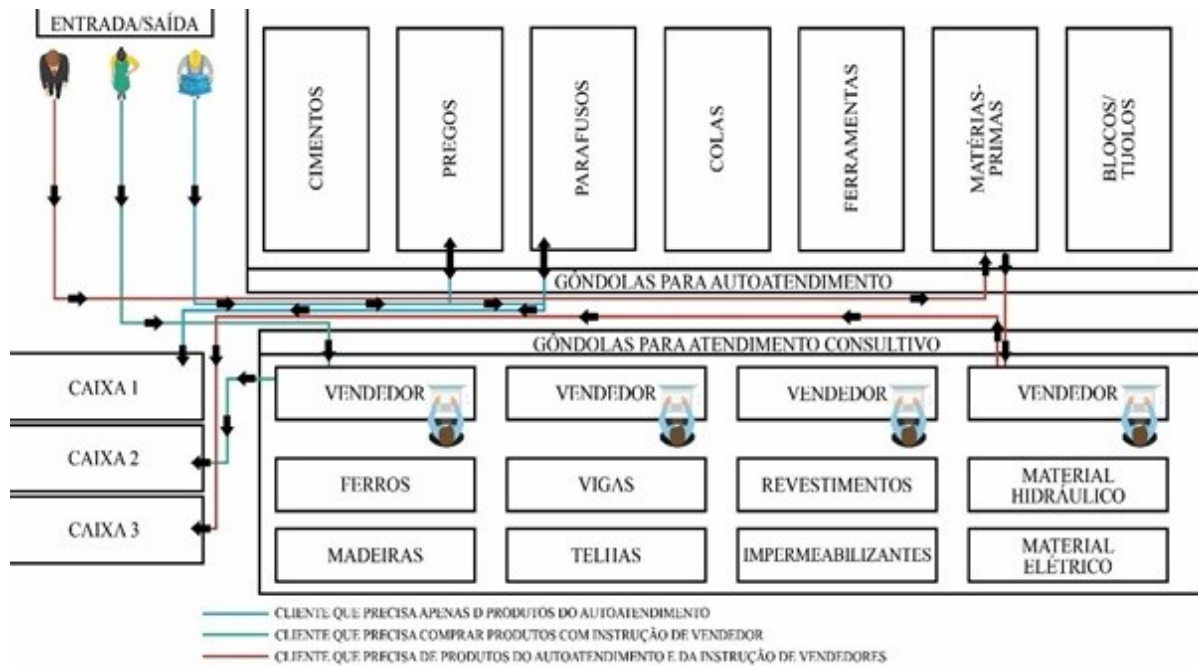 ENTRADA/SAÍDA
CIMENTOS
PREGOS
PARAFUSOS
COLAS
FERRAMENTAS
MATÉRIAS-
PRIMAS
BLOCOS/
TIJOLOS
GÔNDOLAS PARA AUTOATENDIMENTO
GÔNDOLAS PARA ATENDIMENTO CONSULTIVO
CAIXA 1
CAIXA 2
CAIXA 3
VENDEDOR
VENDEDOR
VENDEDOR
VENDEDOR
FERROS
VIGAS
REVESTIMENTOS
MATERIAL
HIDRÁULICO
MADEIRAS
TELHAS
IMPERMEABILIZANTES
MATERIAL
ELÉTRICO
CLIENTE QUE PRECISA APENAS D PRODUTOS DO AUTOATENDIMENTO
CLIENTE QUE PRECISA COMPRAR PRODUTOS COM INSTRUÇÃO DE VENDEDOR
CLIENTE QUE PRECISA DE PRODUTOS DO AUTOATENDIMENTO E DA INSTRUÇÃO DE VENDEDORES